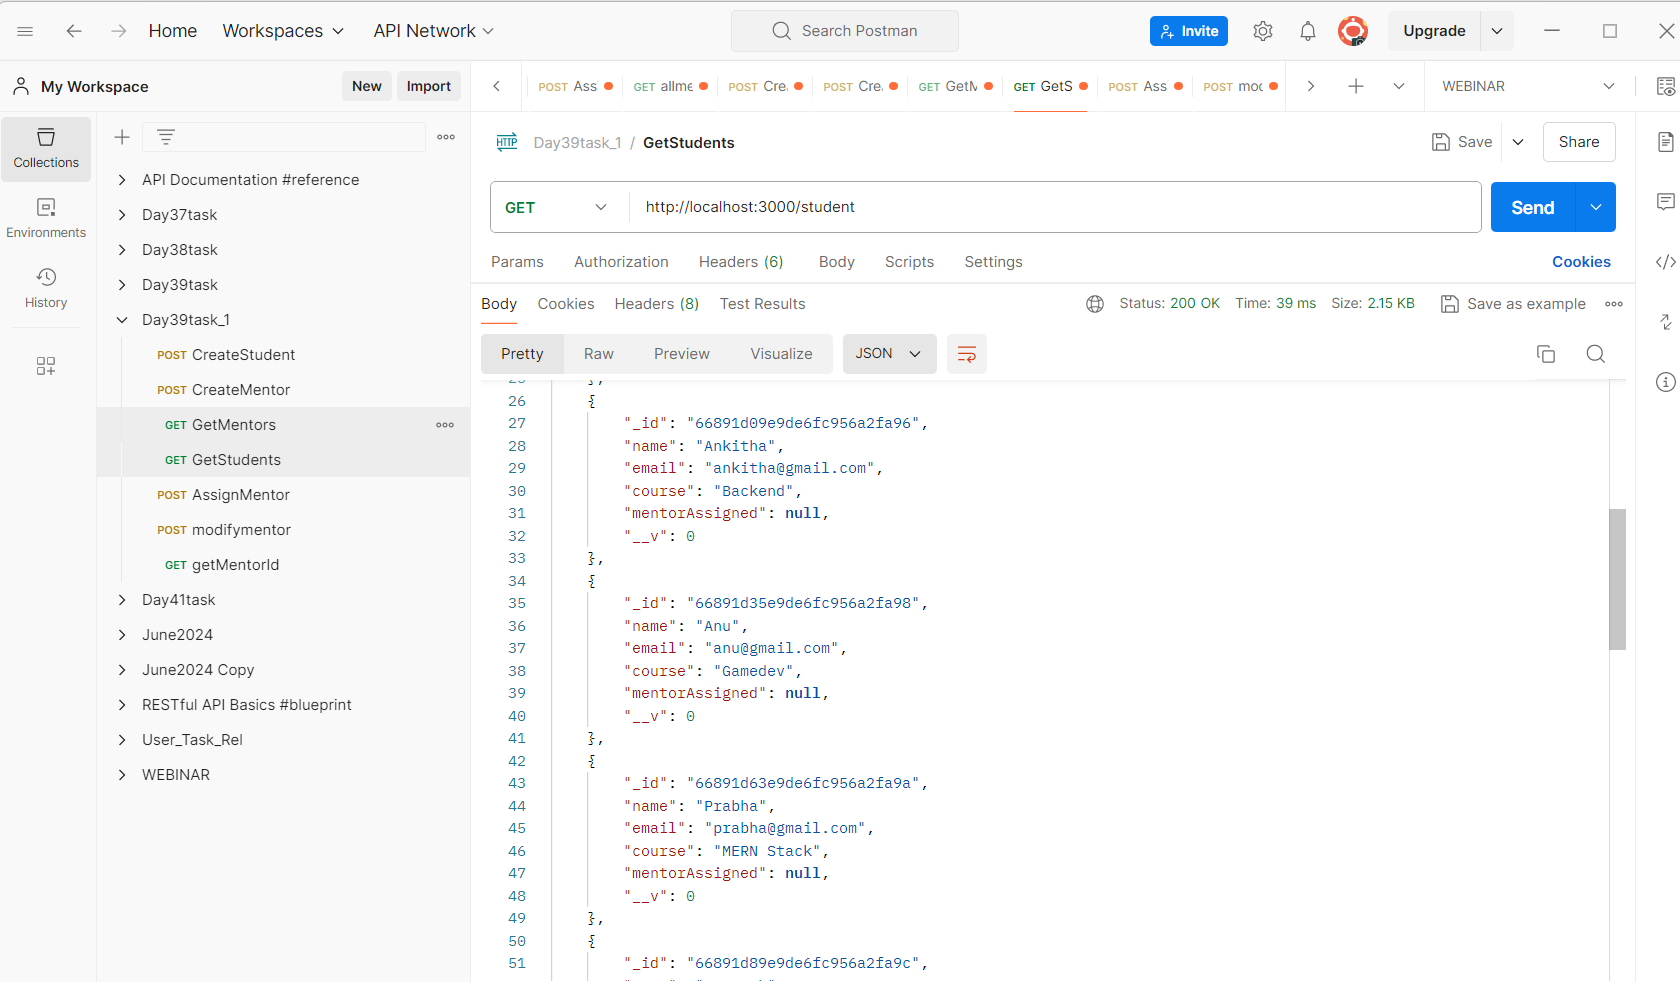 Home
Workspaces
API Network
Search Postman
Invite
Upgrade
My Workspace
New
Import
POST Ass
GET allme
POST Cre
POST Cre
GET GetM
GET GetS
POST Ass
POST mod
WEBINAR
Collections
Environments
History
API Documentation #reference
Day37task
Day38task
Day39task
Day39task_1
POST CreateStudent
POST CreateMentor
GET GetMentors
GET GetStudents
POST AssignMentor
POST modifymentor
GET getMentorId
Day41task
June2024
June2024 Copy
RESTful API Basics #blueprint
User_Task_Rel
WEBINAR
HTTP Day39task_1 / GetStudents
Save
Share
GET http://localhost:3000/student
Send
Params Authorization Headers (6) Body Scripts Settings Cookies
Body Cookies Headers (8) Test Results Status: 200 OK Time: 39 ms Size: 2.15 KB Save as example
Pretty Raw Preview Visualize JSON
25 },
26 {
27 "_id": "66891d09e9de6fc956a2fa96",
28 "name": "Ankitha",
29 "email": "ankitha@gmail.com",
30 "course": "Backend",
31 "mentorAssigned": null,
32 "__v": 0
33 },
34 {
35 "_id": "66891d35e9de6fc956a2fa98",
36 "name": "Anu",
37 "email": "anu@gmail.com",
38 "course": "Gamedev",
39 "mentorAssigned": null,
40 "__v": 0
41 },
42 {
43 "_id": "66891d63e9de6fc956a2fa9a",
44 "name": "Prabha",
45 "email": "prabha@gmail.com",
46 "course": "MERN Stack",
47 "mentorAssigned": null,
48 "__v": 0
49 },
50 {
51 "_id": "66891d89e9de6fc956a2fa9c",